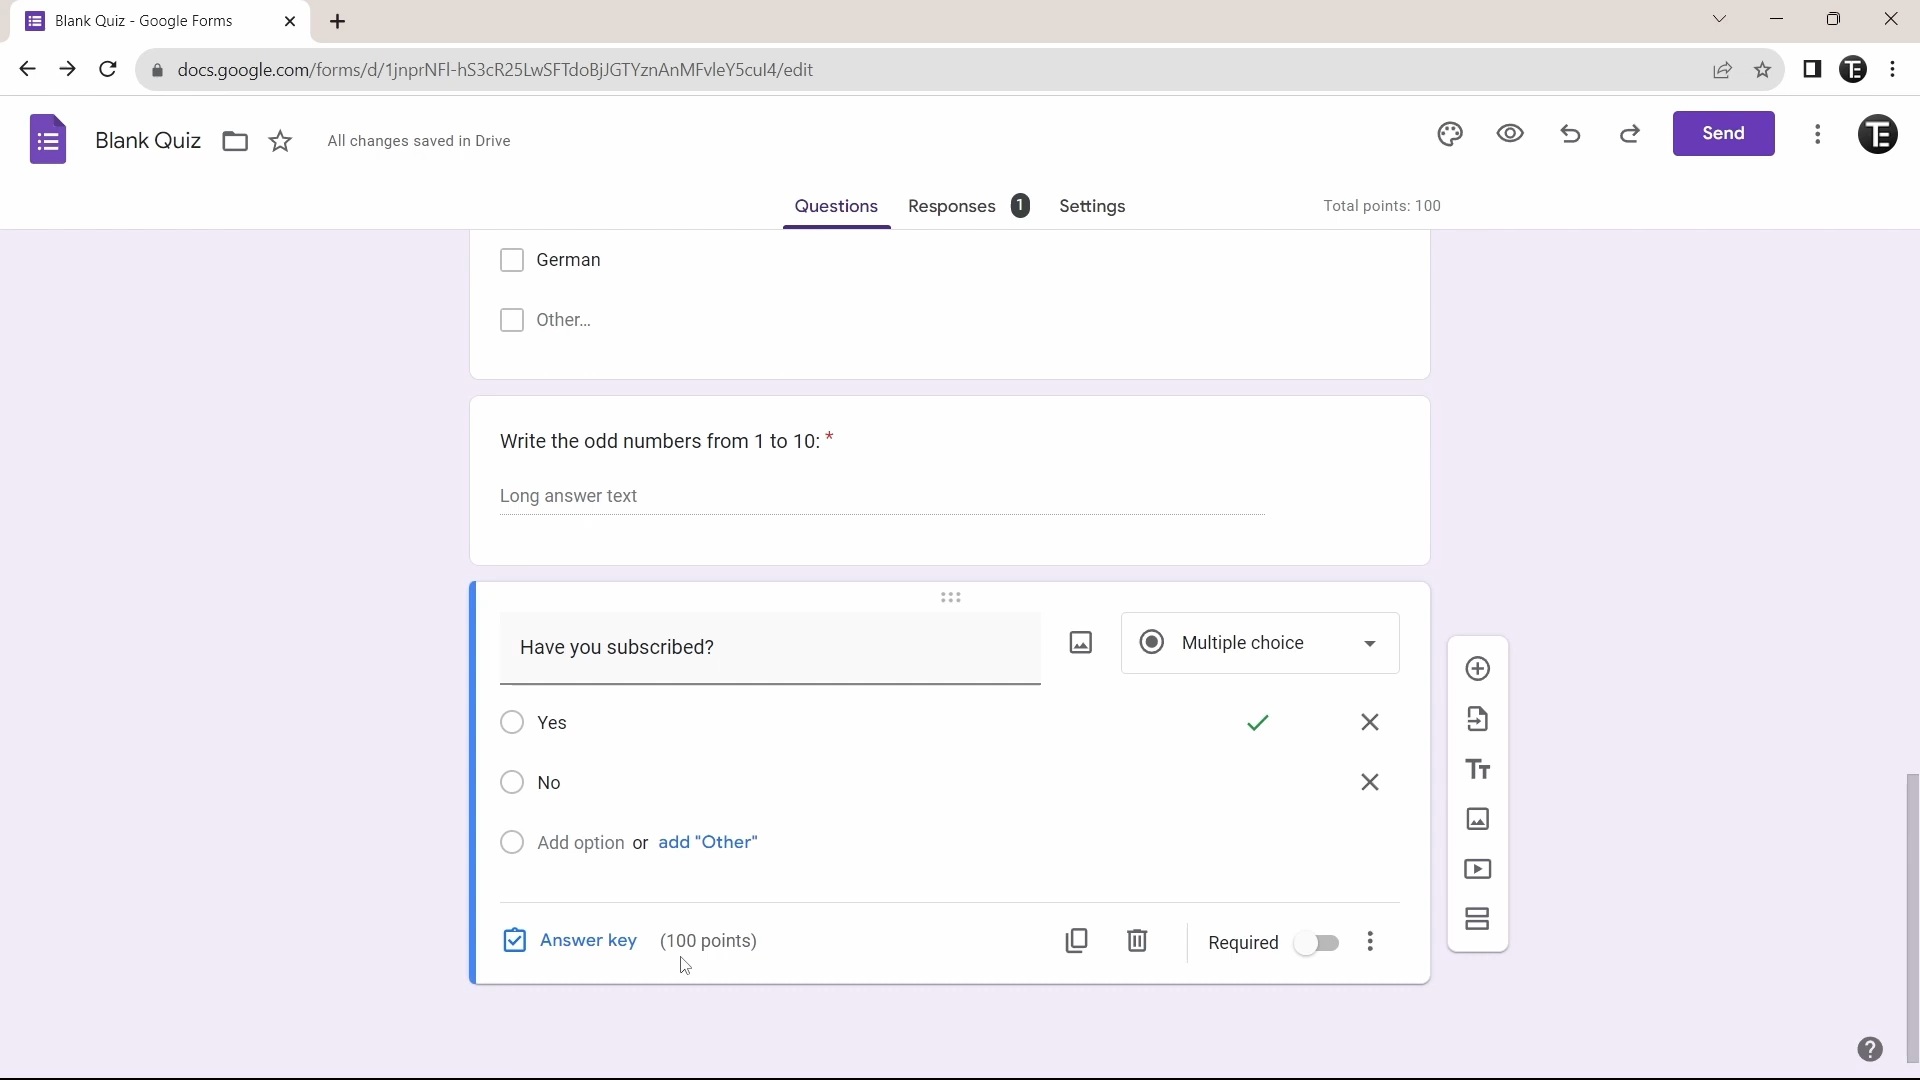 Blank Quiz - Google Forms
docs.google.com/forms/d/1jnprNFl-hS3cR25LwSFTdoBjJGTYznAnMFvleY5cul4/edit
TE
Blank Quiz
All changes saved in Drive
Send
TE
Questions
Responses 1
Settings
Total points: 100
German
Other...
Write the odd numbers from 1 to 10: *
Long answer text
Have you subscribed?
Multiple choice
Yes
No
Add option or add "Other"
Answer key (100 points)
Required